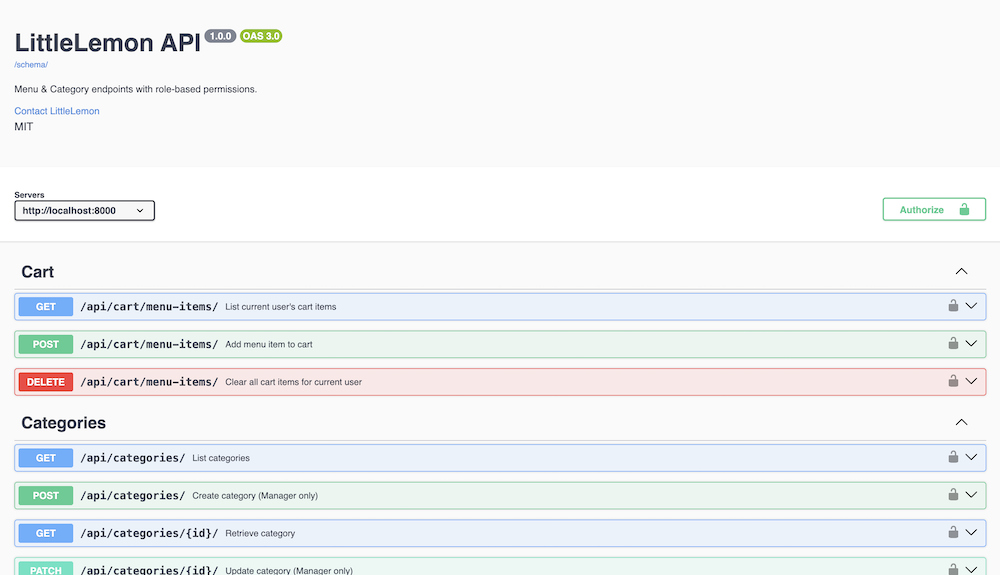 LittleLemon API 1.0.0 OAS 3.0
/schema/
Menu & Category endpoints with role-based permissions.
Contact LittleLemon
MIT
Servers
http://localhost:8000
Authorize
Cart
GET /api/cart/menu-items/ List current user's cart items
POST /api/cart/menu-items/ Add menu item to cart
DELETE /api/cart/menu-items/ Clear all cart items for current user
Categories
GET /api/categories/ List categories
POST /api/categories/ Create category (Manager only)
GET /api/categories/{id}/ Retrieve category
PATCH /api/categories/{id}/ Update category (Manager only)